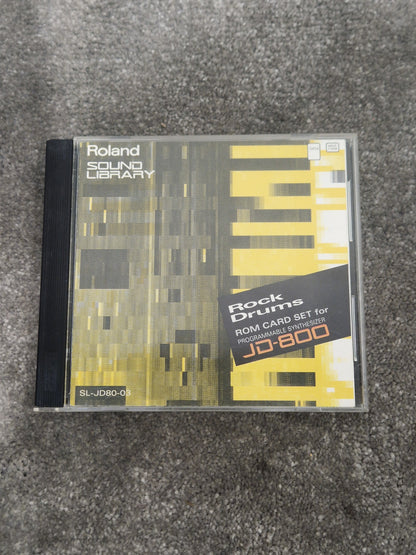 Roland
SOUND
LIBRARY
Rock
Drums
ROM CARD SET for
PROGRAMMABLE SYNTHESIZER
JD-800
SL-JD80-03